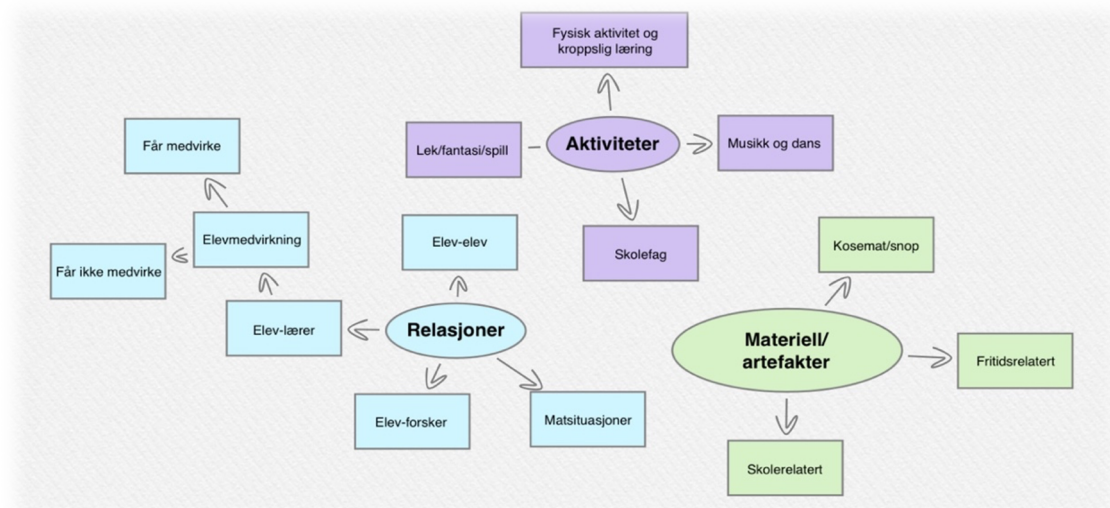 Fysisk aktivitet og
kroppslig læring
Lek/fantasi/spill
Aktiviteter
Musikk og dans
Skolefag
Får medvirke
Elevmedvirkning
Får ikke medvirke
Elev-lærer
Elev-elev
Relasjoner
Elev-forsker
Matsituasjoner
Kosemat/snop
Materiell/
artefakter
Fritidsrelatert
Skolerelatert